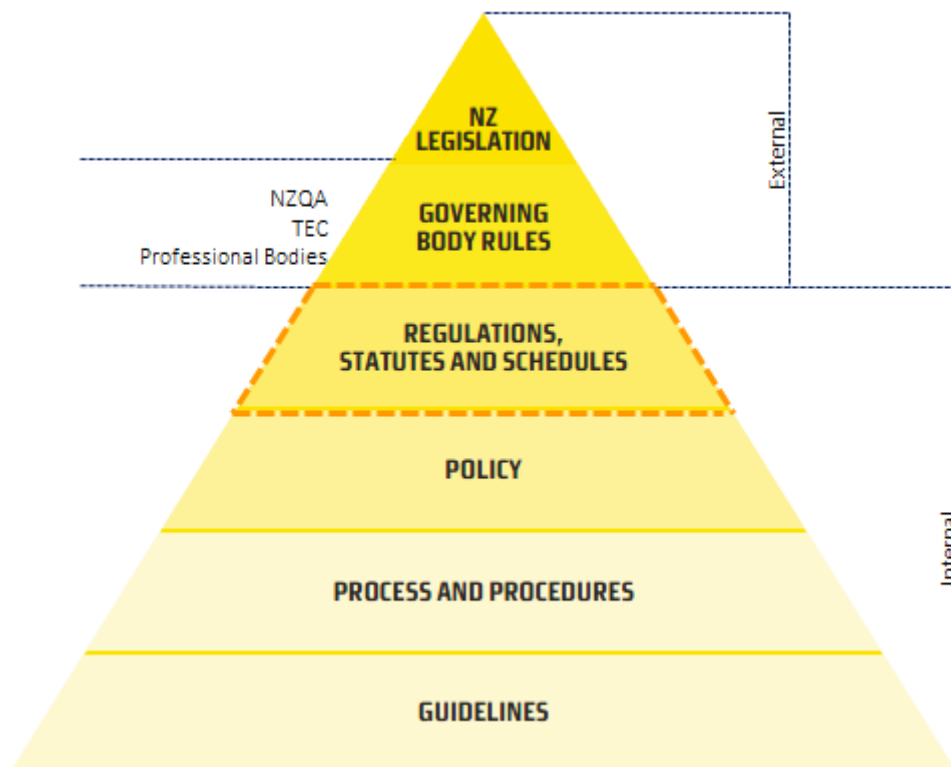 NZ
LEGISLATION
External
NZQA
TEC
Professional Bodies
GOVERNING
BODY RULES
REGULATIONS,
STATUTES AND SCHEDULES
POLICY
Internal
PROCESS AND PROCEDURES
GUIDELINES